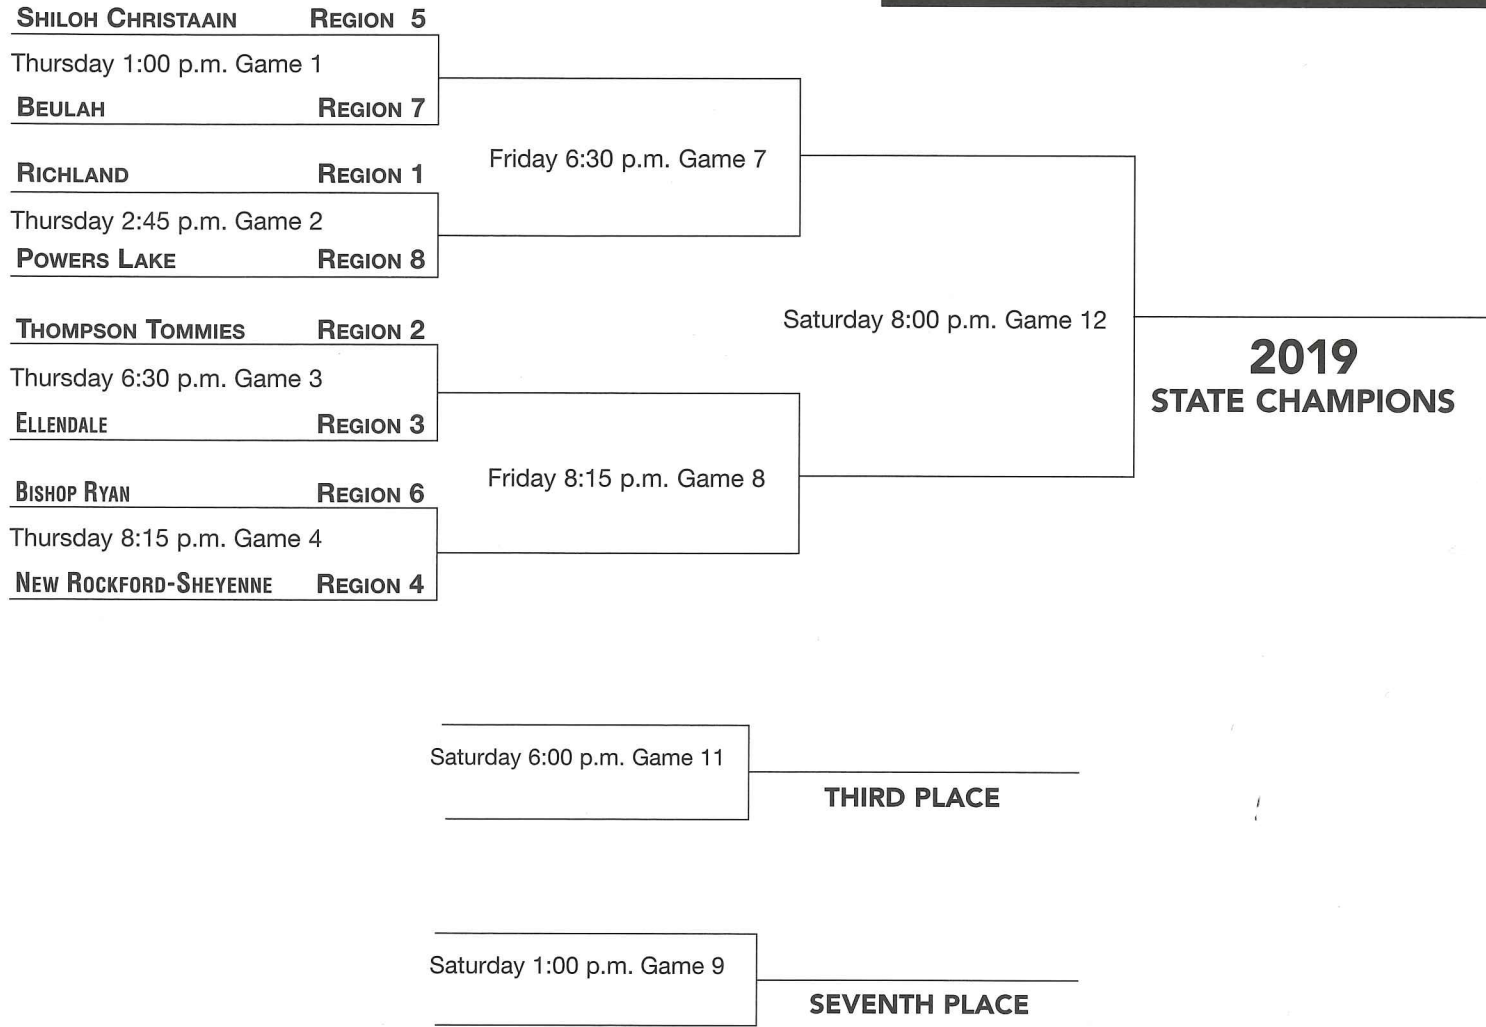 SHILOH CHRISTAAIN REGION 5
Thursday 1:00 p.m. Game 1
BEULAH REGION 7
RICHLAND REGION 1
Thursday 2:45 p.m. Game 2
POWERS LAKE REGION 8
THOMPSON TOMMIES REGION 2
Thursday 6:30 p.m. Game 3
ELLENDALE REGION 3
BISHOP RYAN REGION 6
Thursday 8:15 p.m. Game 4
NEW ROCKFORD-SHEYENNE REGION 4
Friday 6:30 p.m. Game 7
Friday 8:15 p.m. Game 8
Saturday 8:00 p.m. Game 12
2019
STATE CHAMPIONS
Saturday 6:00 p.m. Game 11
THIRD PLACE
Saturday 1:00 p.m. Game 9
SEVENTH PLACE